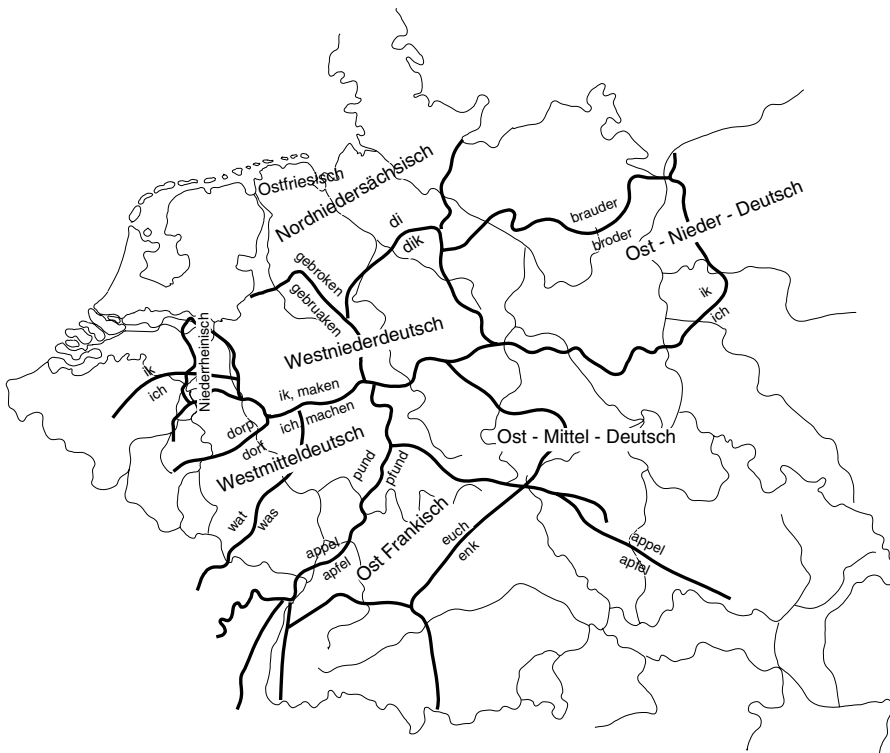 Nordniedersächsisch
Ostfriesisch
Ost - Nieder - Deutsch
brauder
broder
di
dik
gebroken
gebruaken
ik
ich
Niederrheinisch
Westniederdeutsch
ik
ich
ik, maken
ich, machen
dorp
dorf
Westmitteldeutsch
Ost - Mittel - Deutsch
pund
pfund
wat
was
Ost Frankisch
euch
enk
appel
apfel
appel
apfel